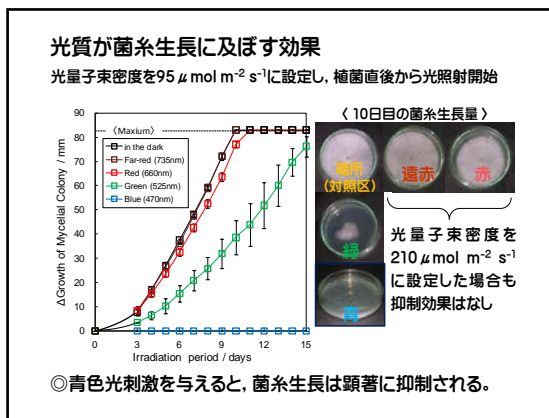 光質が菌糸生長に及ぼす効果
光量子束密度を95μmol m⁻² s⁻¹に設定し，植菌直後から光照射開始
ΔGrowth of Mycelial Colony / mm
90
80
70
60
50
40
30
20
10
0
〈Maxium〉
in the dark
Far-red (735nm)
Red (660nm)
Green (525nm)
Blue (470nm)
0 3 6 9 12 15
Irradiation period / days
〈 10日目の菌糸生長量 〉
暗所
(対照区)
遠赤
赤
緑
青
光量子束密度を
210μmol m⁻² s⁻¹
に設定した場合も
抑制効果はなし
◎青色光刺激を与えると，菌糸生長は顕著に抑制される。